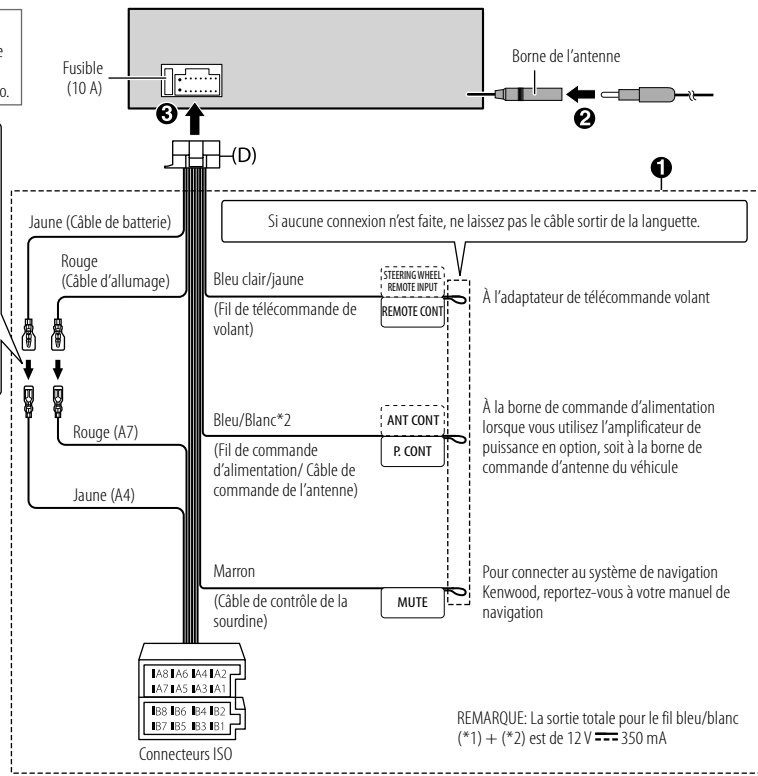 e
o.
Fusible
(10 A)
Borne de l'antenne
❸
❷
(D)
❶
Si aucune connexion n'est faite, ne laissez pas le câble sortir de la languette.
Jaune (Câble de batterie)
Rouge
(Câble d'allumage)
Bleu clair/jaune
(Fil de télécommande de
volant)
STEERING WHEEL
REMOTE INPUT
REMOTE CONT
À l'adaptateur de télécommande volant
Rouge (A7)
Jaune (A4)
Bleu/Blanc*2
(Fil de commande
d'alimentation/ Câble de
commande de l'antenne)
ANT CONT
P. CONT
À la borne de commande d'alimentation
lorsque vous utilisez l'amplificateur de
puissance en option, soit à la borne de
commande d'antenne du véhicule
Marron
(Câble de contrôle de la
sourdine)
MUTE
Pour connecter au système de navigation
Kenwood, reportez-vous à votre manuel de
navigation
A8 A6 A4 A2
A7 A5 A3 A1
B8 B6 B4 B2
B7 B5 B3 B1
Connecteurs ISO
REMARQUE: La sortie totale pour le fil bleu/blanc
(*1) + (*2) est de 12 V ⎓ 350 mA